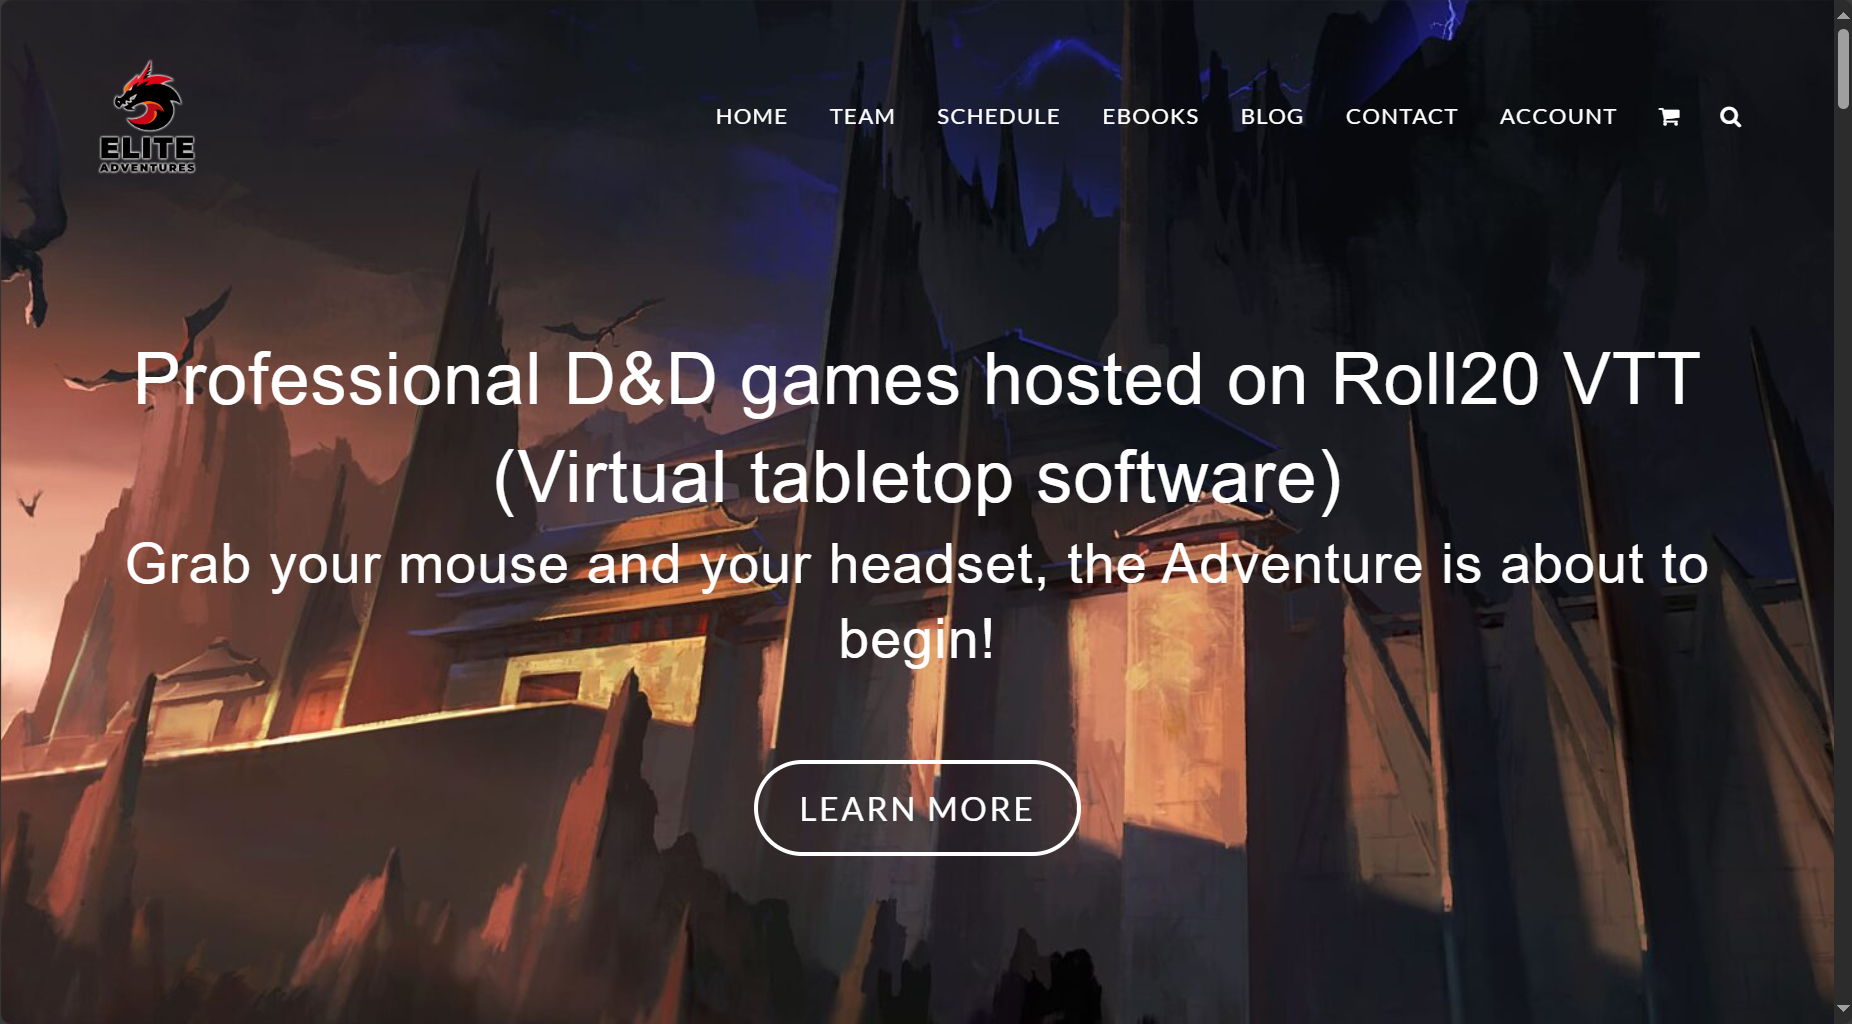 ELITE
ADVENTURES
HOME TEAM SCHEDULE EBOOKS BLOG CONTACT ACCOUNT
Professional D&D games hosted on Roll20 VTT
(Virtual tabletop software)
Grab your mouse and your headset, the Adventure is about to
begin!
LEARN MORE